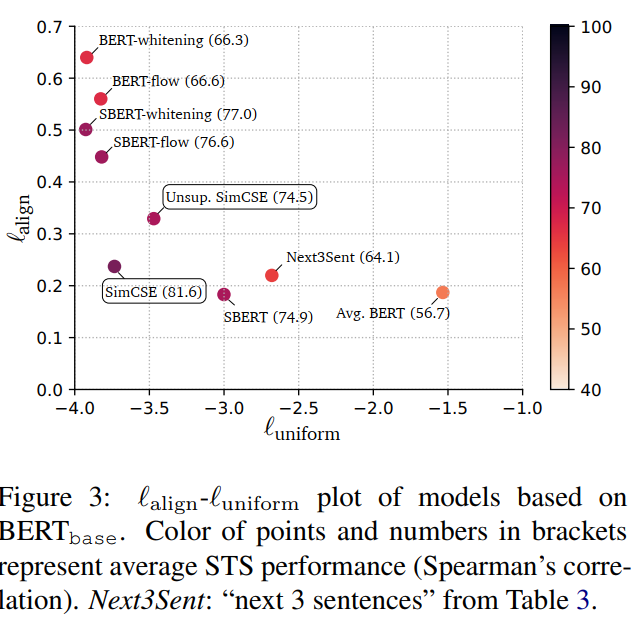 0.7
0.6
0.5
0.4
0.3
0.2
0.1
0.0
ℓalign
BERT-whitening (66.3)
BERT-flow (66.6)
SBERT-whitening (77.0)
SBERT-flow (76.6)
Unsup. SimCSE (74.5)
Next3Sent (64.1)
SimCSE (81.6)
SBERT (74.9)
Avg. BERT (56.7)
−4.0 −3.5 −3.0 −2.5 −2.0 −1.5 −1.0
ℓuniform
100
90
80
70
60
50
40
Figure 3: ℓalign-ℓuniform plot of models based on
BERTbase. Color of points and numbers in brackets
represent average STS performance (Spearman's corre-
lation). Next3Sent: “next 3 sentences” from Table 3.